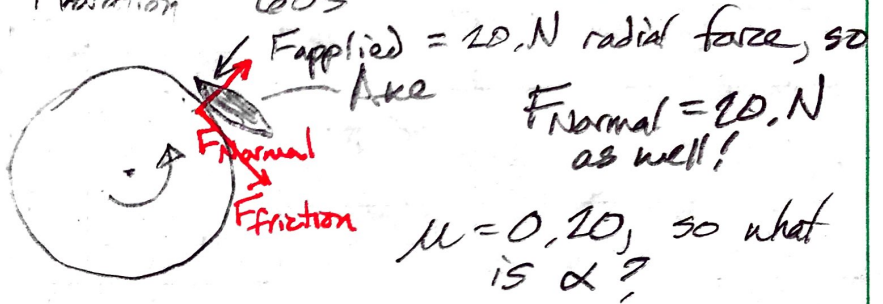 Fapplied = 20.N radial force, so
Axe
FNormal = 20.N
as well!
FNormal
Ffriction
μ = 0.20, so what
is α?